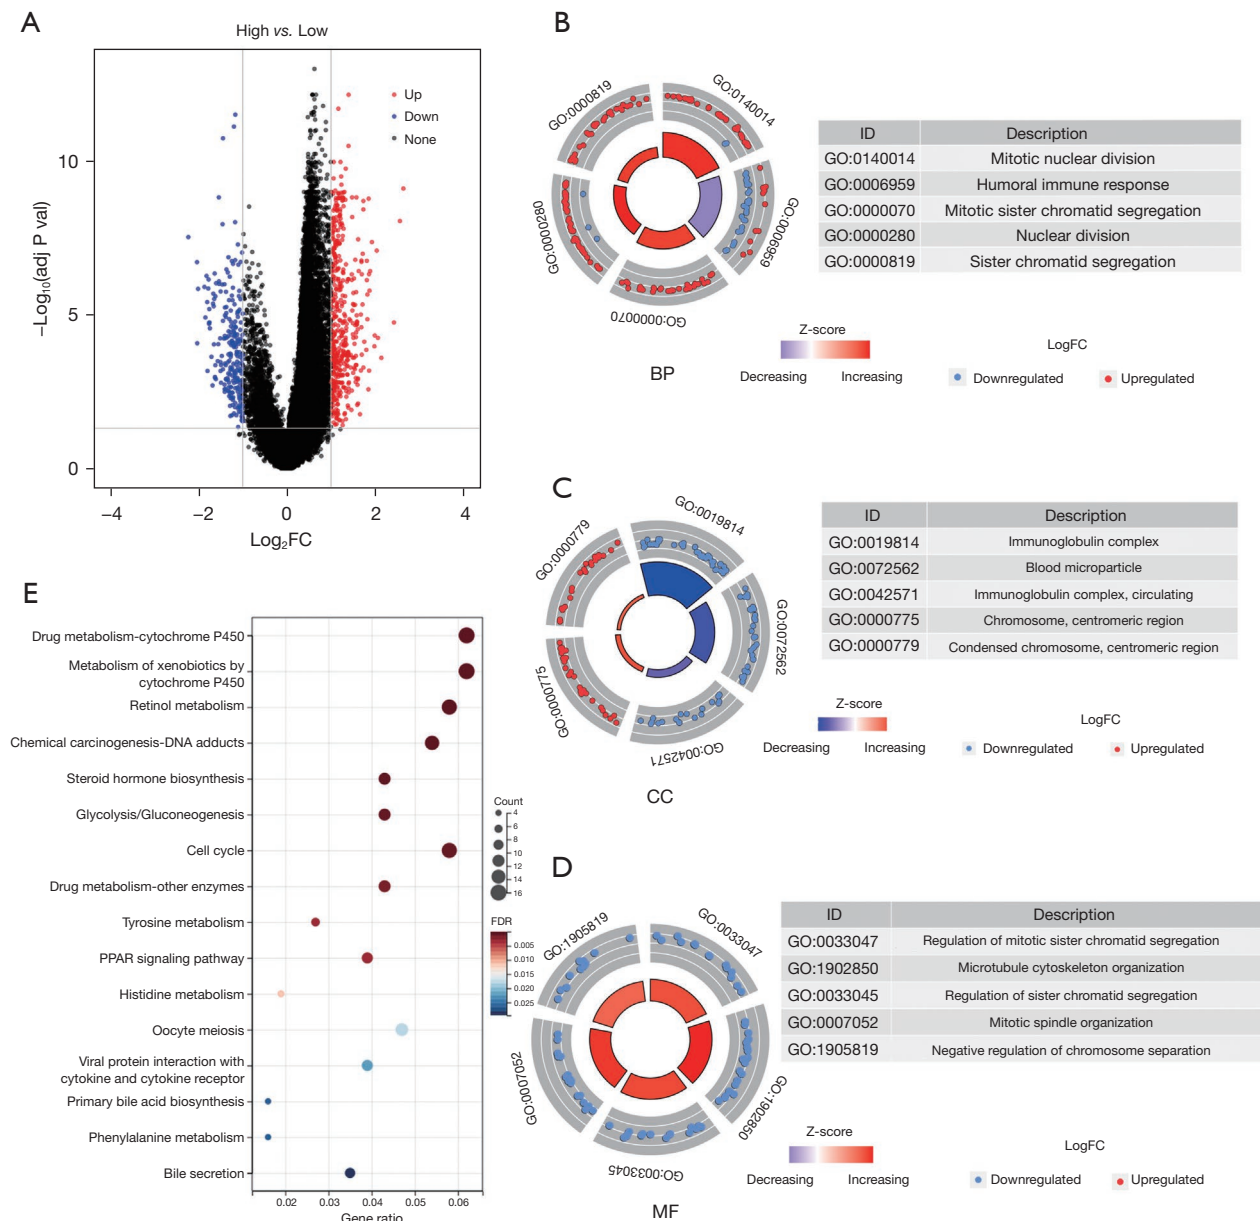 A
High vs. Low
Up
Down
None
10
5
0
−Log10(adj P val)
−4
−2
0
2
4
Log2FC
B
GO:0000819
GO:0140014
GO:0006959
GO:0000070
GO:0000280
ID Description
GO:0140014 Mitotic nuclear division
GO:0006959 Humoral immune response
GO:0000070 Mitotic sister chromatid segregation
GO:0000280 Nuclear division
GO:0000819 Sister chromatid segregation
Z-score
Decreasing Increasing
LogFC
Downregulated
Upregulated
BP
C
GO:0000779
GO:0019814
GO:0072562
GO:0042571
GO:0000775
ID Description
GO:0019814 Immunoglobulin complex
GO:0072562 Blood microparticle
GO:0042571 Immunoglobulin complex, circulating
GO:0000775 Chromosome, centromeric region
GO:0000779 Condensed chromosome, centromeric region
Z-score
Decreasing Increasing
LogFC
Downregulated
Upregulated
CC
D
GO:1905819
GO:0033047
GO:1902850
GO:0033045
GO:0007052
ID Description
GO:0033047 Regulation of mitotic sister chromatid segregation
GO:1902850 Microtubule cytoskeleton organization
GO:0033045 Regulation of sister chromatid segregation
GO:0007052 Mitotic spindle organization
GO:1905819 Negative regulation of chromosome separation
Z-score
Decreasing Increasing
LogFC
Downregulated
Upregulated
MF
E
Drug metabolism-cytochrome P450
Metabolism of xenobiotics by
cytochrome P450
Retinol metabolism
Chemical carcinogenesis-DNA adducts
Steroid hormone biosynthesis
Glycolysis/Gluconeogenesis
Cell cycle
Drug metabolism-other enzymes
Tyrosine metabolism
PPAR signaling pathway
Histidine metabolism
Oocyte meiosis
Viral protein interaction with
cytokine and cytokine receptor
Primary bile acid biosynthesis
Phenylalanine metabolism
Bile secretion
0.02
0.03
0.04
0.05
0.06
Gene ratio
Count
4
6
8
10
12
14
16
FDR
0.005
0.010
0.015
0.020
0.025